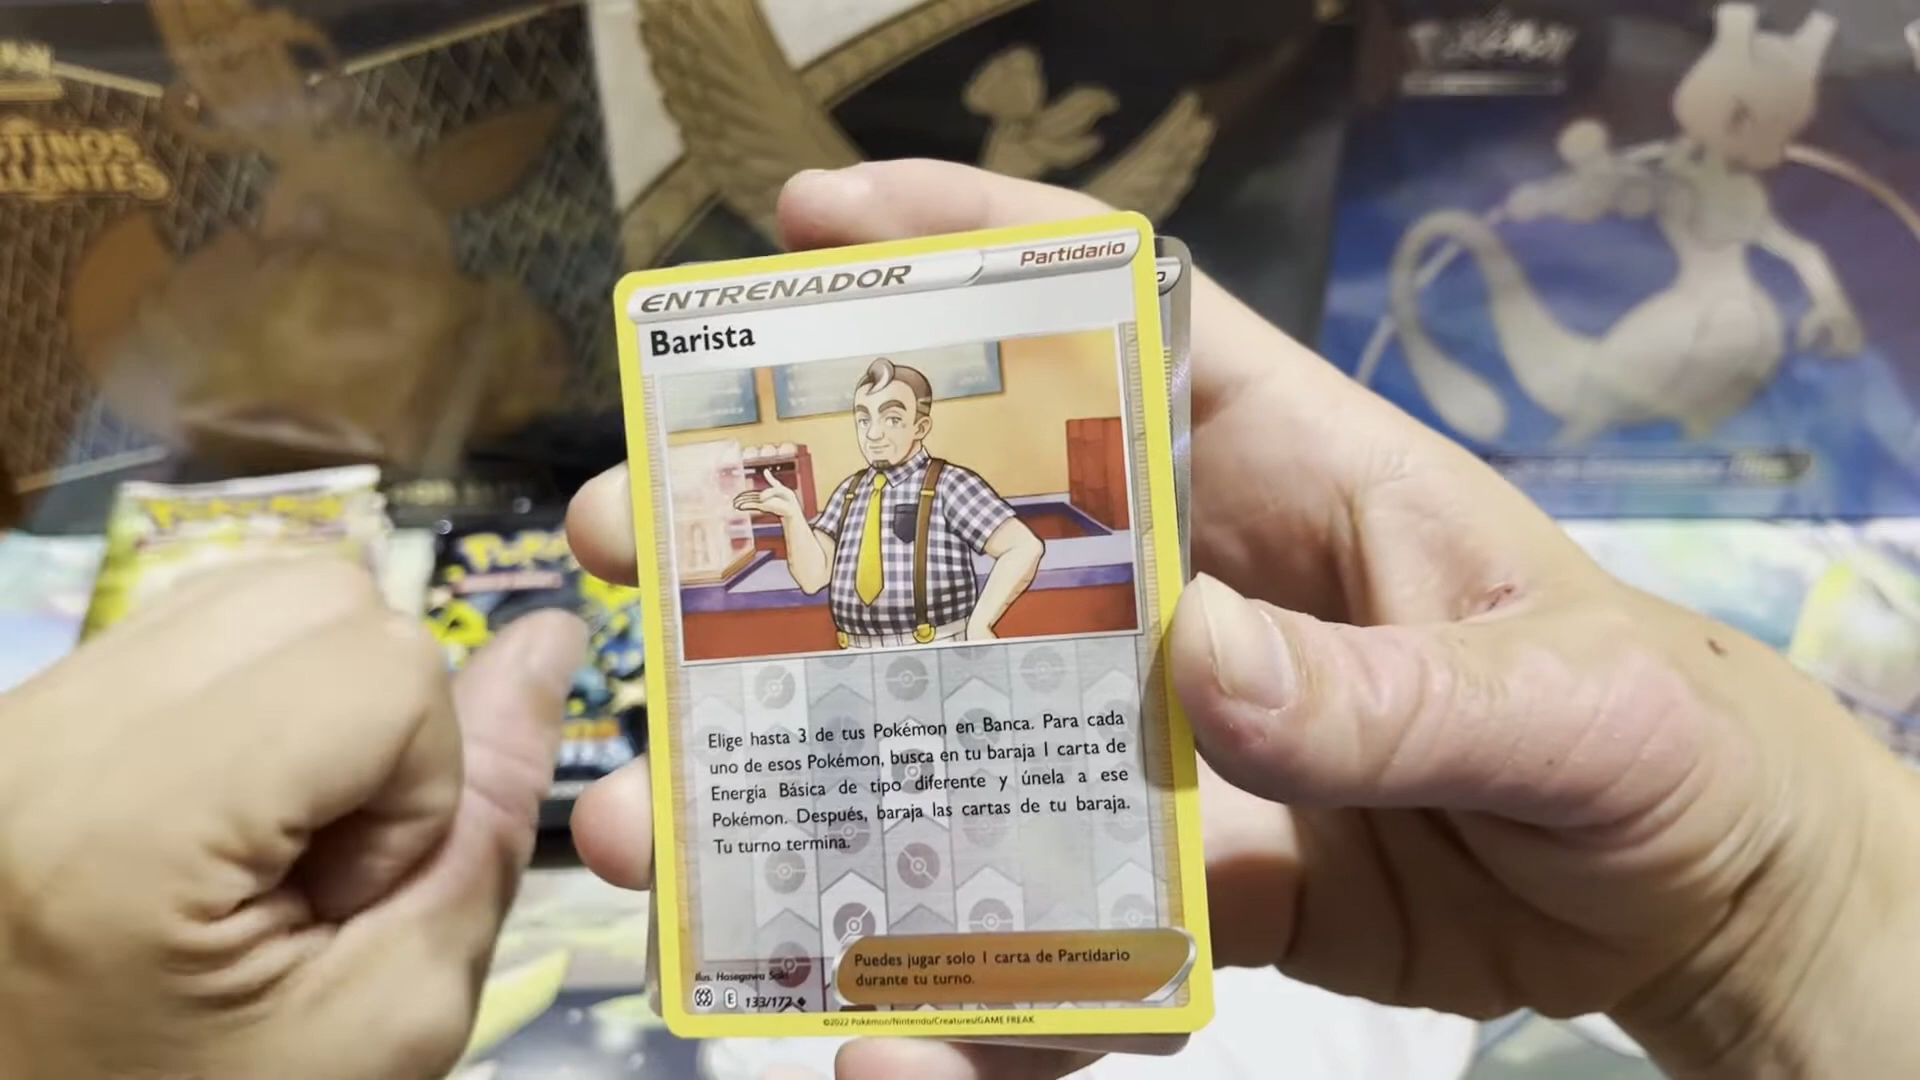 Pokémon
ENTRENADOR
Partidario
Barista
Elige hasta 3 de tus Pokémon en Banca. Para cada
uno de esos Pokémon, busca en tu baraja 1 carta de
Energía Básica de tipo diferente y únela a ese
Pokémon. Después, baraja las cartas de tu baraja.
Tu turno termina.
Puedes jugar solo 1 carta de Partidario
durante tu turno.
Ilus. Hasegawa Saki
E
133/172
©2022 Pokémon/Nintendo/Creatures/GAME FREAK